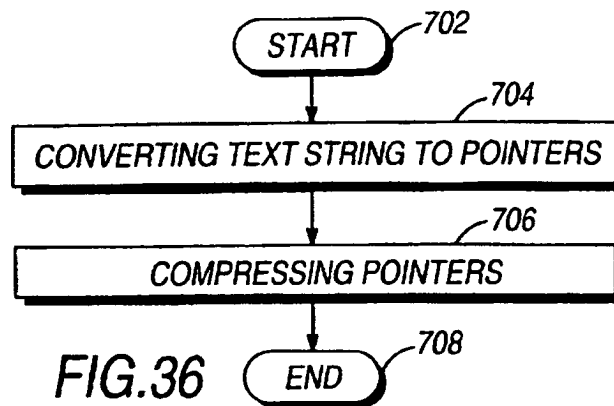 START
702
704
CONVERTING TEXT STRING TO POINTERS
706
COMPRESSING POINTERS
FIG.36
END
708